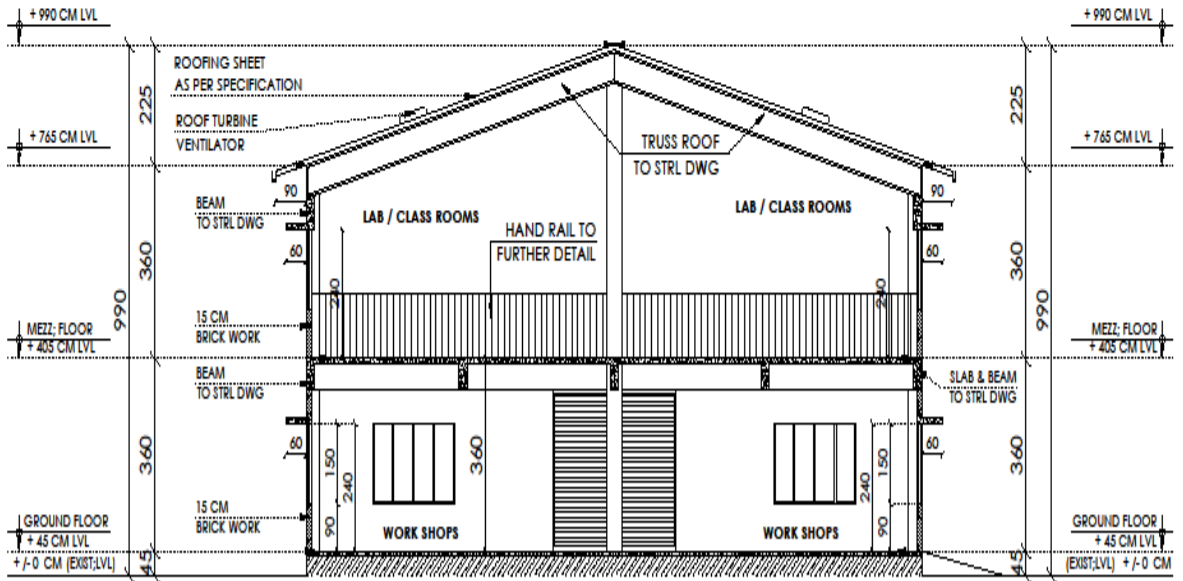 + 990 CM LVL
+ 990 CM LVL
ROOFING SHEET
AS PER SPECIFICATION
ROOF TURBINE
VENTILATOR
225
225
+ 765 CM LVL
+ 765 CM LVL
TRUSS ROOF
TO STRL DWG
90
90
BEAM
TO STRL DWG
LAB / CLASS ROOMS
LAB / CLASS ROOMS
HAND RAIL TO
FURTHER DETAIL
60
60
360
360
240
240
990
990
15 CM
BRICK WORK
MEZZ; FLOOR
+ 405 CM LVL
MEZZ; FLOOR
+ 405 CM LVL
BEAM
TO STRL DWG
SLAB & BEAM
TO STRL DWG
60
60
360
360
360
150
240
90
240
150
90
15 CM
BRICK WORK
WORK SHOPS
WORK SHOPS
GROUND FLOOR
+ 45 CM LVL
+ /- 0 CM (EXIST;LVL)
45
GROUND FLOOR
+ 45 CM LVL
(EXIST;LVL) + /- 0 CM
45